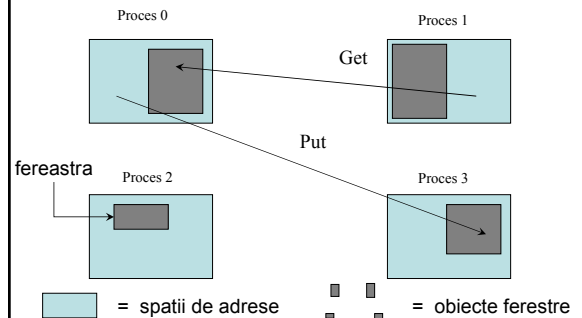 Proces 0
Proces 1
Get
Put
fereastra
Proces 2
Proces 3
= spatii de adrese
= obiecte ferestre